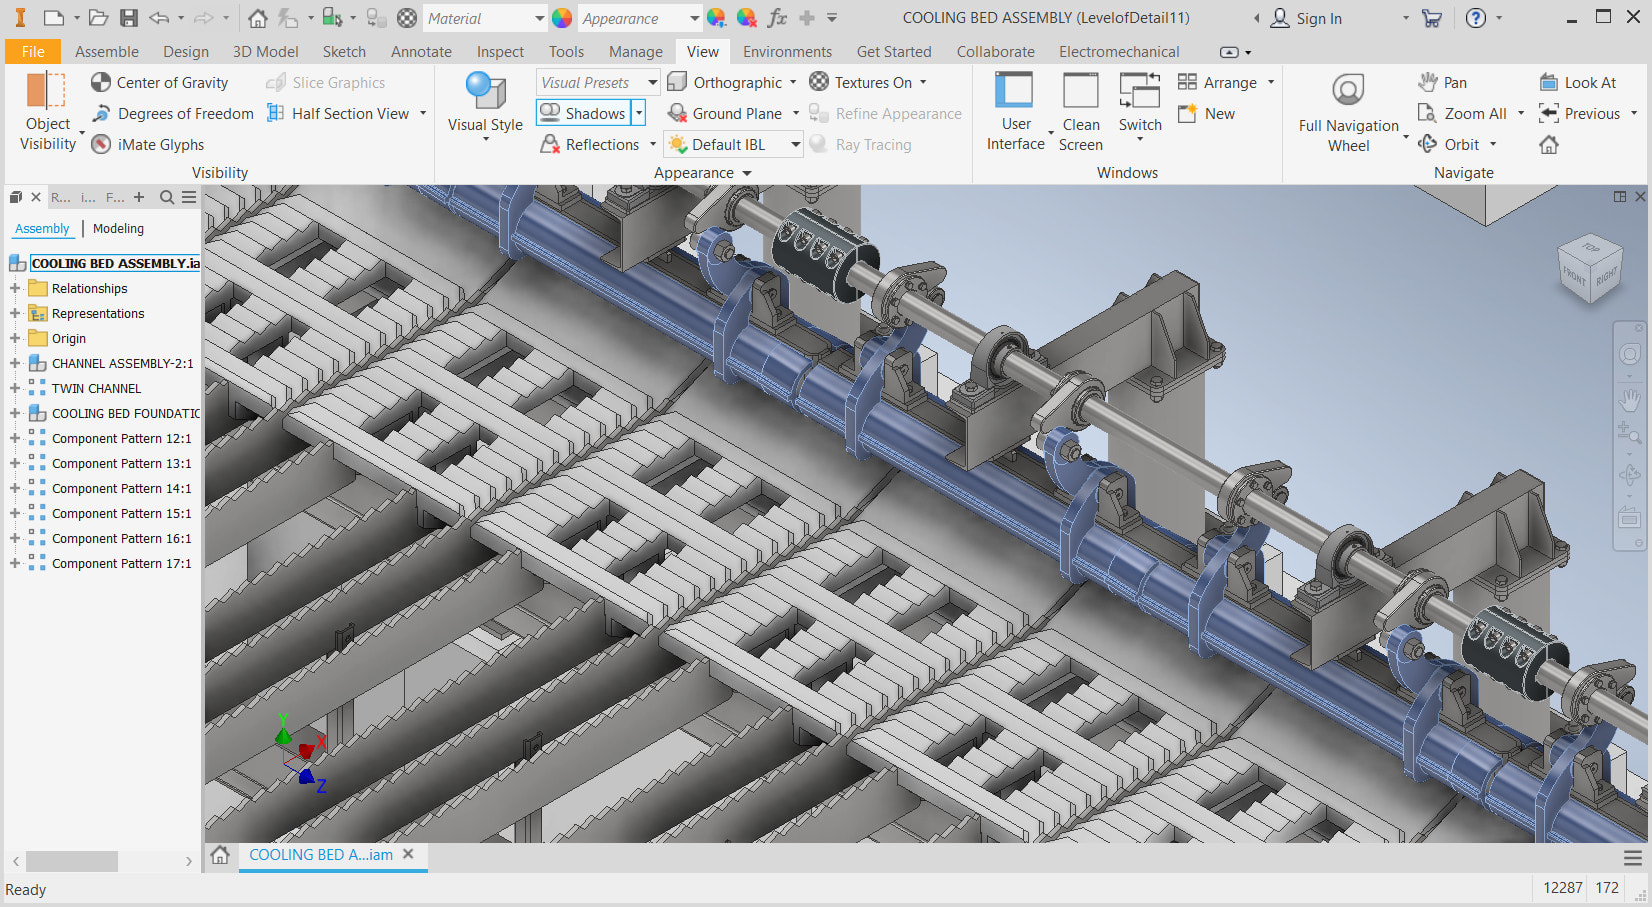 Material
Appearance
fx
COOLING BED ASSEMBLY (LevelofDetail11)
Sign In
File Assemble Design 3D Model Sketch Annotate Inspect Tools Manage View Environments Get Started Collaborate Electromechanical
Object Visibility
Center of Gravity
Degrees of Freedom
iMate Glyphs
Slice Graphics
Half Section View
Visibility
Visual Style
Visual Presets
Shadows
Reflections
Orthographic
Ground Plane
Default IBL
Textures On
Refine Appearance
Ray Tracing
Appearance
User Interface
Clean Screen
Switch
Arrange
New
Windows
Full Navigation Wheel
Pan
Zoom All
Orbit
Look At
Previous
Navigate
R... i... F...
Assembly
Modeling
COOLING BED ASSEMBLY.ia
Relationships
Representations
Origin
CHANNEL ASSEMBLY-2:1
TWIN CHANNEL
COOLING BED FOUNDATIC
Component Pattern 12:1
Component Pattern 13:1
Component Pattern 14:1
Component Pattern 15:1
Component Pattern 16:1
Component Pattern 17:1
TOP
FRONT
RIGHT
Y
X
Z
COOLING BED A...iam
Ready
12287 172